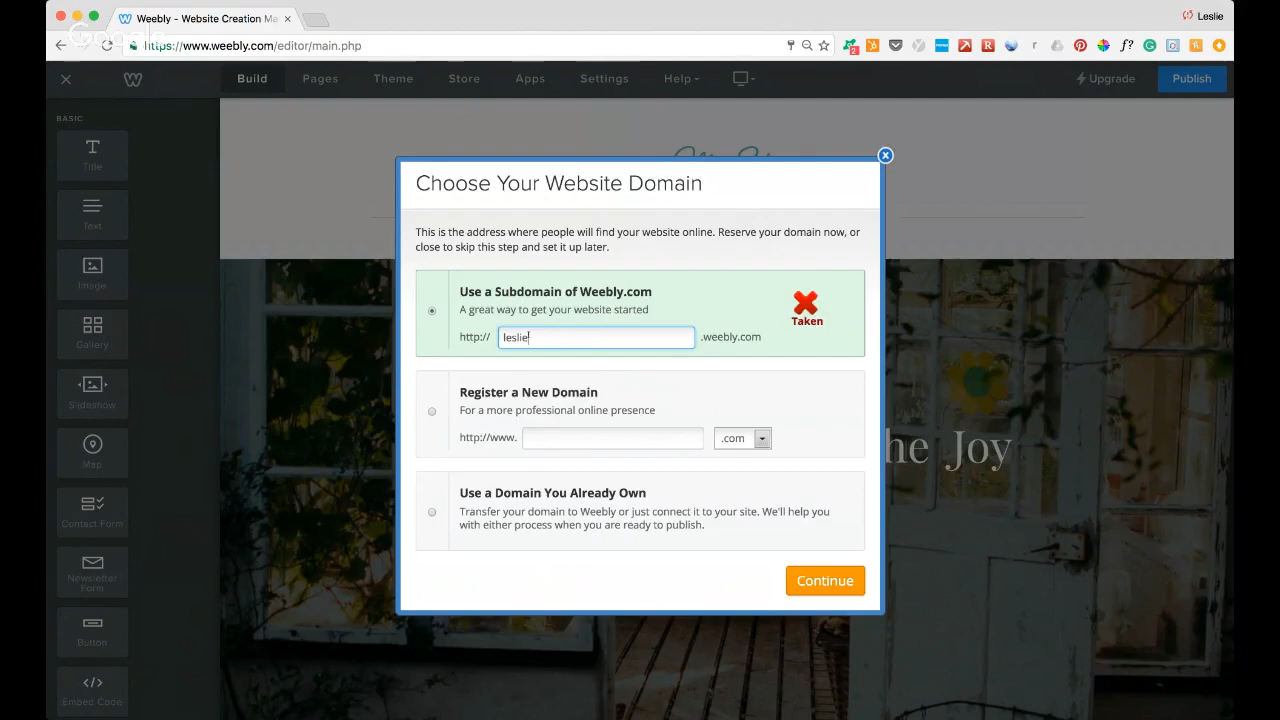 Weebly - Website Creation Ma
Leslie
Google
https://www.weebly.com/editor/main.php
2
f?
Build
Pages
Theme
Store
Apps
Settings
Help
Upgrade
Publish
BASIC
Title
Text
Image
Gallery
Slideshow
Map
Contact Form
Newsletter
Form
Button
Embed Code
Choose Your Website Domain
This is the address where people will find your website online. Reserve your domain now, or
close to skip this step and set it up later.
Use a Subdomain of Weebly.com
A great way to get your website started
Taken
http:// leslie .weebly.com
Register a New Domain
For a more professional online presence
http://www. .com
Use a Domain You Already Own
Transfer your domain to Weebly or just connect it to your site. We'll help you
with either process when you are ready to publish.
Continue
he Joy